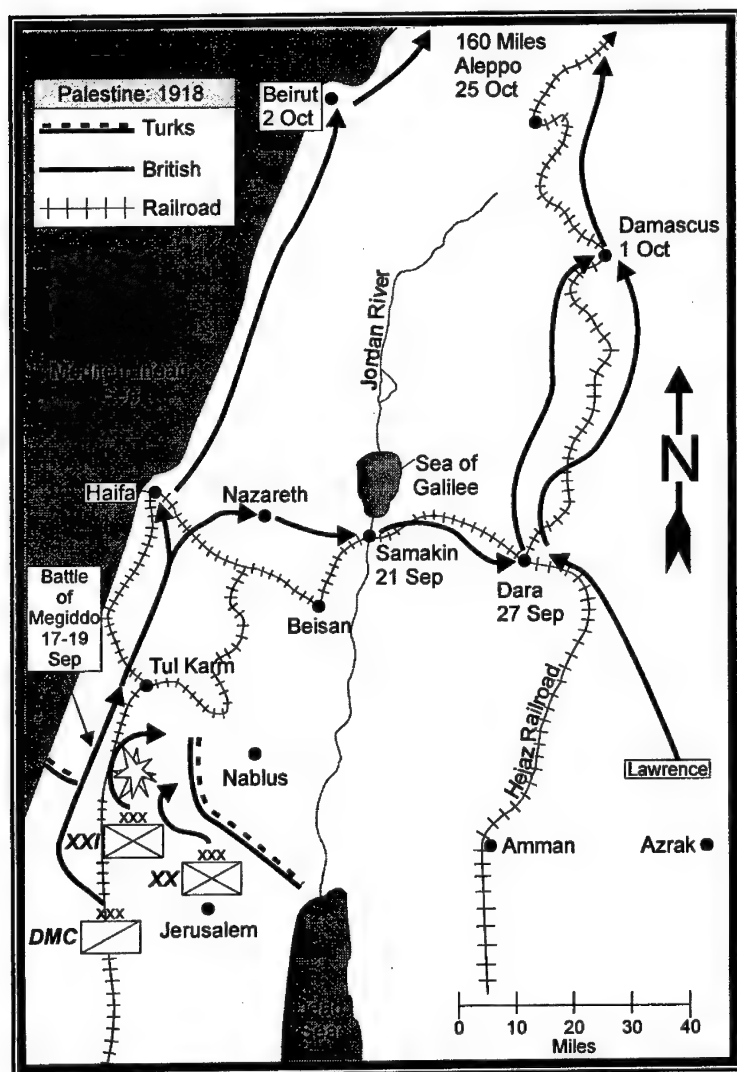 160 Miles
Aleppo
25 Oct
Palestine: 1918
Turks
British
Railroad
Beirut
2 Oct
Damascus
1 Oct
Jordan River
N
Sea of
Galilee
Haifa
Nazareth
Samakin
21 Sep
Dara
27 Sep
Battle
of
Megiddo
17-19
Sep
Beisan
Tul Karm
Hejaz Railroad
Nablus
Lawrence
XXX
XXI
XXX
XX
Amman
Azrak
XXX
DMC
Jerusalem
0 10 20 30 40
Miles